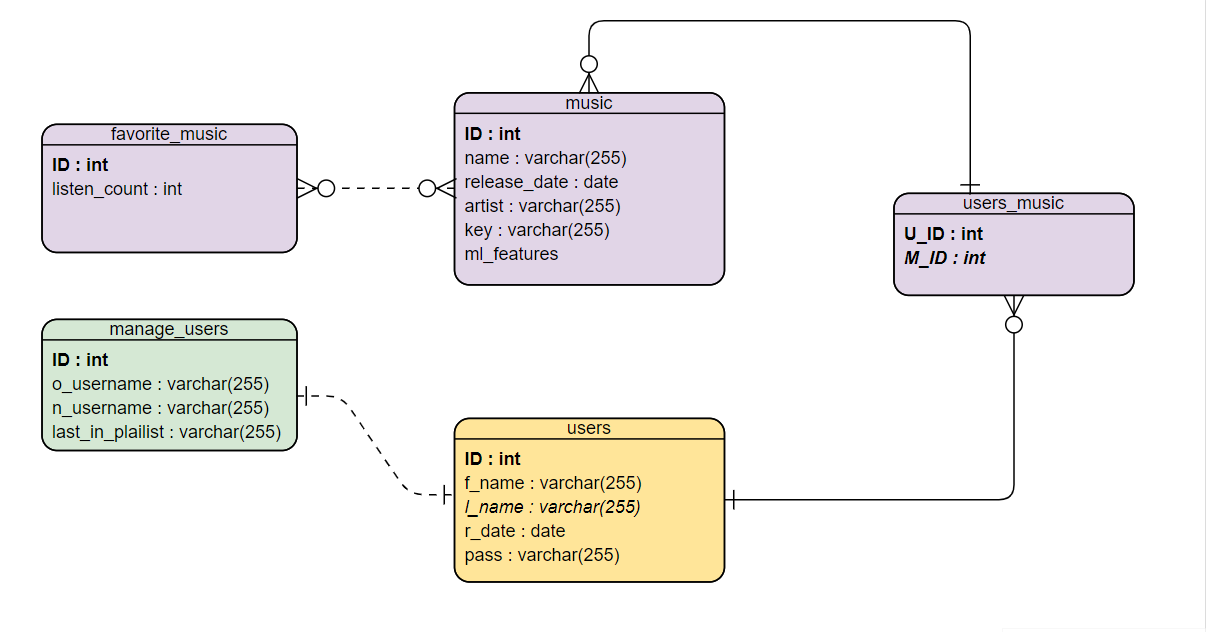 favorite_music
ID : int
listen_count : int
music
ID : int
name : varchar(255)
release_date : date
artist : varchar(255)
key : varchar(255)
ml_features
users_music
U_ID : int
M_ID : int
manage_users
ID : int
o_username : varchar(255)
n_username : varchar(255)
last_in_plailist : varchar(255)
users
ID : int
f_name : varchar(255)
l_name : varchar(255)
r_date : date
pass : varchar(255)